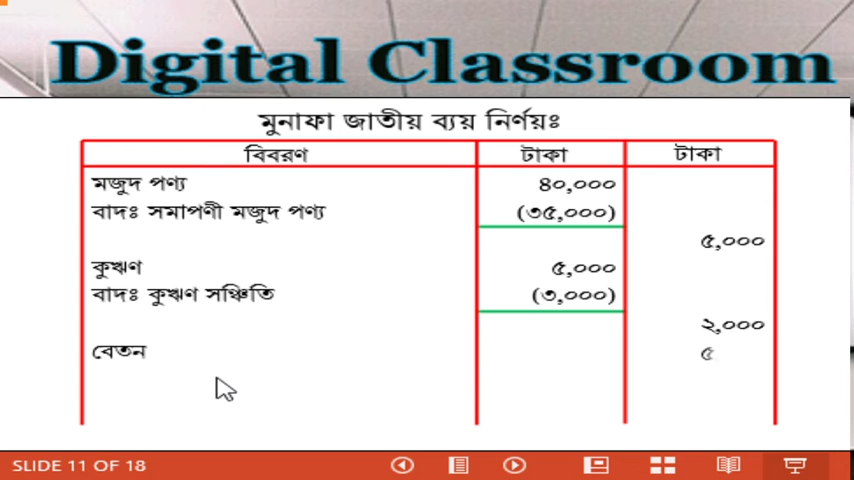 Digital Classroom
মুনাফা জাতীয় ব্যয় নির্ণয়ঃ
বিবরণ টাকা টাকা
মজুদ পণ্য ৪০,০০০
বাদঃ সমাপণী মজুদ পণ্য (৩৫,০০০)
৫,০০০
কুঋণ ৫,০০০
বাদঃ কুঋণ সঞ্চিতি (৩,০০০)
২,০০০
বেতন ৫
SLIDE 11 OF 18